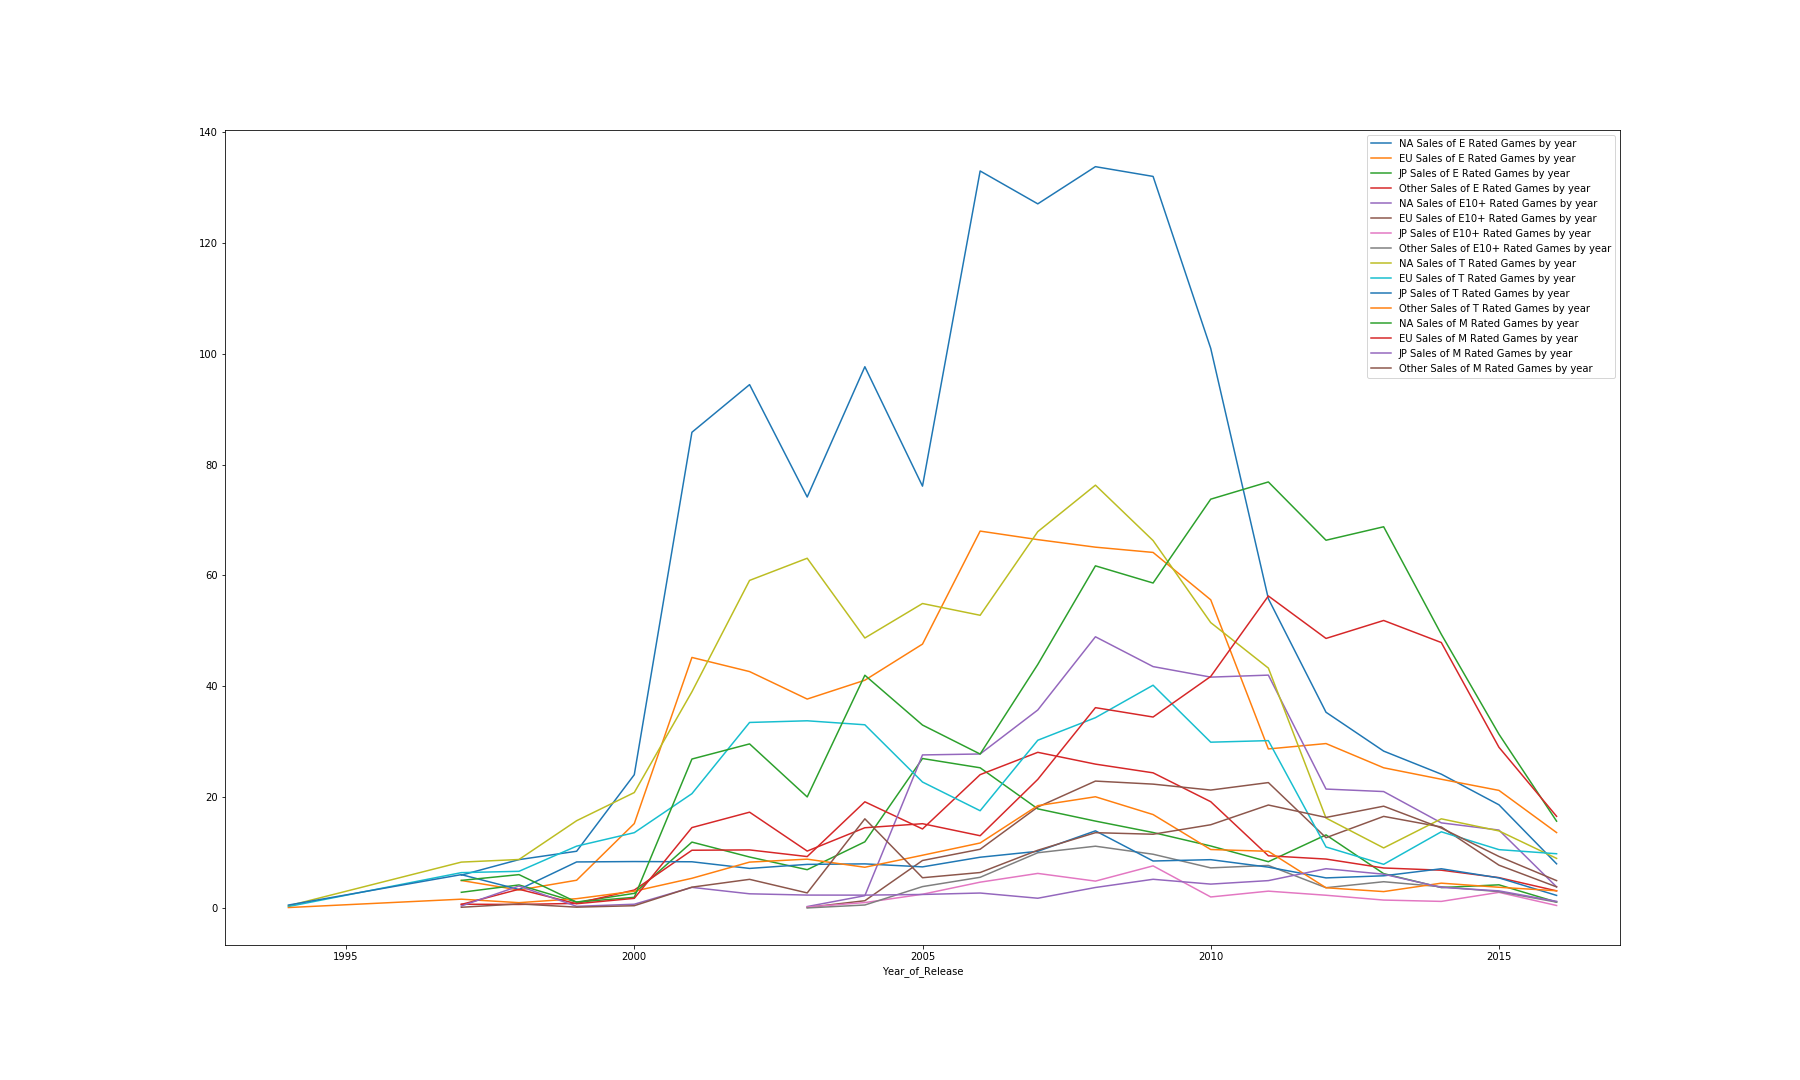 140
120
100
80
60
40
20
0
1995
2000
2005
2010
2015
Year_of_Release
NA Sales of E Rated Games by year
EU Sales of E Rated Games by year
JP Sales of E Rated Games by year
Other Sales of E Rated Games by year
NA Sales of E10+ Rated Games by year
EU Sales of E10+ Rated Games by year
JP Sales of E10+ Rated Games by year
Other Sales of E10+ Rated Games by year
NA Sales of T Rated Games by year
EU Sales of T Rated Games by year
JP Sales of T Rated Games by year
Other Sales of T Rated Games by year
NA Sales of M Rated Games by year
EU Sales of M Rated Games by year
JP Sales of M Rated Games by year
Other Sales of M Rated Games by year